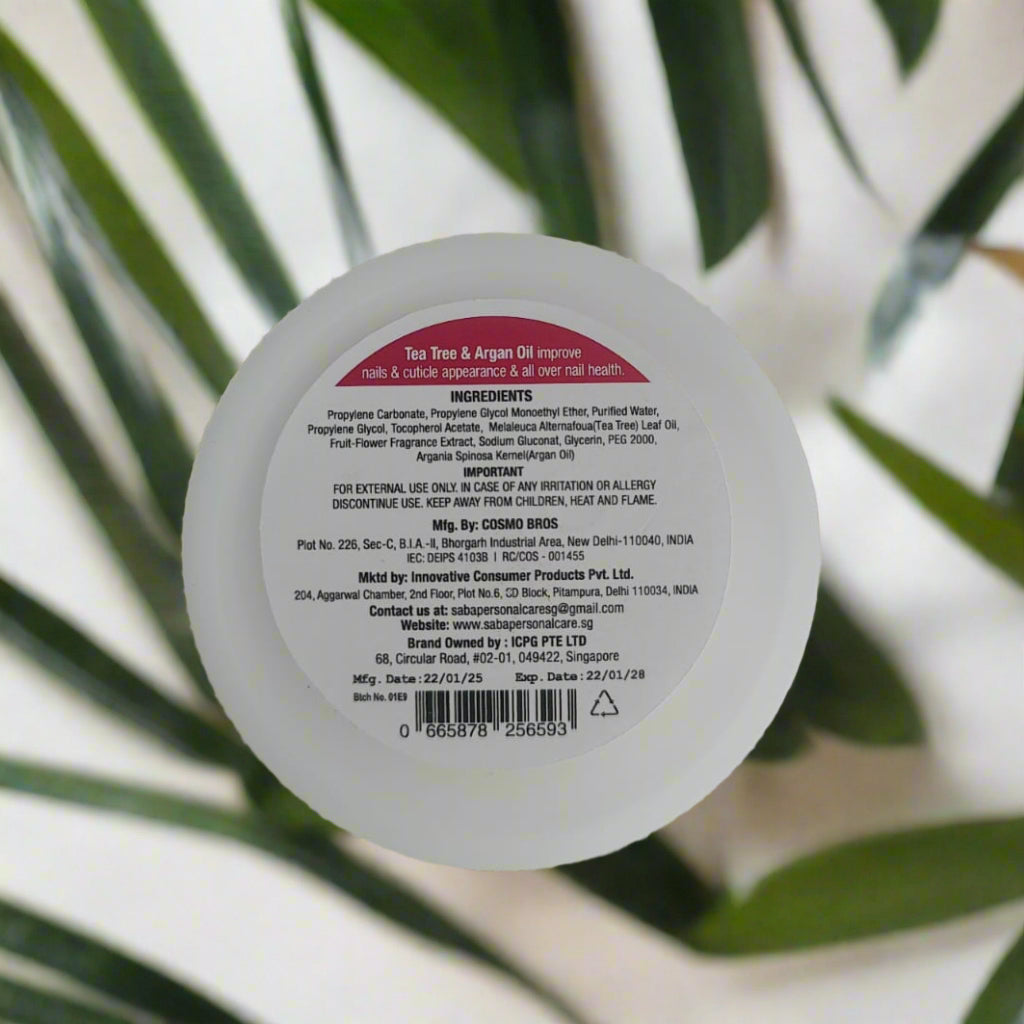 Tea Tree & Argan Oil improve
nails & cuticle appearance & all over nail health.
INGREDIENTS
Propylene Carbonate, Propylene Glycol Monoethyl Ether, Purified Water,
Propylene Glycol, Tocopherol Acetate, Melaleuca Alternafoua(Tea Tree) Leaf Oil,
Fruit-Flower Fragrance Extract, Sodium Gluconat, Glycerin, PEG 2000,
Argania Spinosa Kernel(Argan Oil)
IMPORTANT
FOR EXTERNAL USE ONLY. IN CASE OF ANY IRRITATION OR ALLERGY
DISCONTINUE USE. KEEP AWAY FROM CHILDREN, HEAT AND FLAME.
Mfg. By: COSMO BROS
Plot No. 226, Sec-C, B.I.A.-II, Bhorgarh Industrial Area, New Delhi-110040, INDIA
IEC: DEIPS 4103B | RC/COS - 001455
Mktd by: Innovative Consumer Products Pvt. Ltd.
204, Aggarwal Chamber, 2nd Floor, Plot No.6, Block, Pitampura, Delhi 110034, INDIA
Contact us at: sabapersonalcaresg@gmail.com
Website: www.sabapersonalcare.sg
Brand Owned by : ICPG PTE LTD
68, Circular Road, #02-01, 049422, Singapore
Mfg. Date:22/01/25 Exp. Date:22/01/28
Btch No. 01E9
0 665878 256593